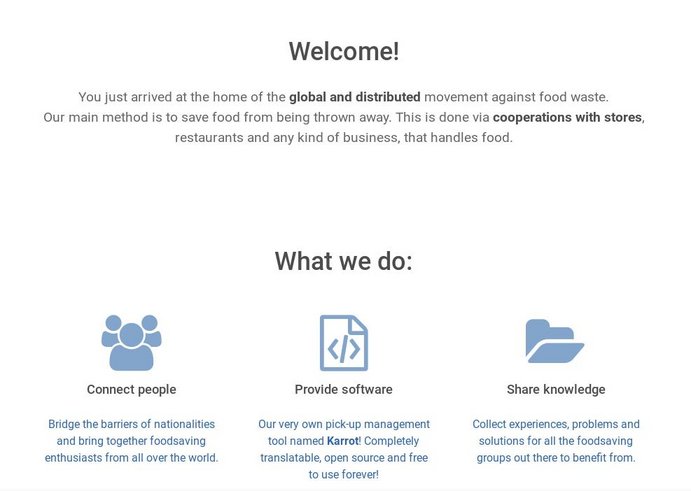 Welcome!
You just arrived at the home of the global and distributed movement against food waste.
Our main method is to save food from being thrown away. This is done via cooperations with stores,
restaurants and any kind of business, that handles food.
What we do:
Connect people
Bridge the barriers of nationalities
and bring together foodsaving
enthusiasts from all over the world.
Provide software
Our very own pick-up management
tool named Karrot! Completely
translatable, open source and free
to use forever!
Share knowledge
Collect experiences, problems and
solutions for all the foodsaving
groups out there to benefit from.